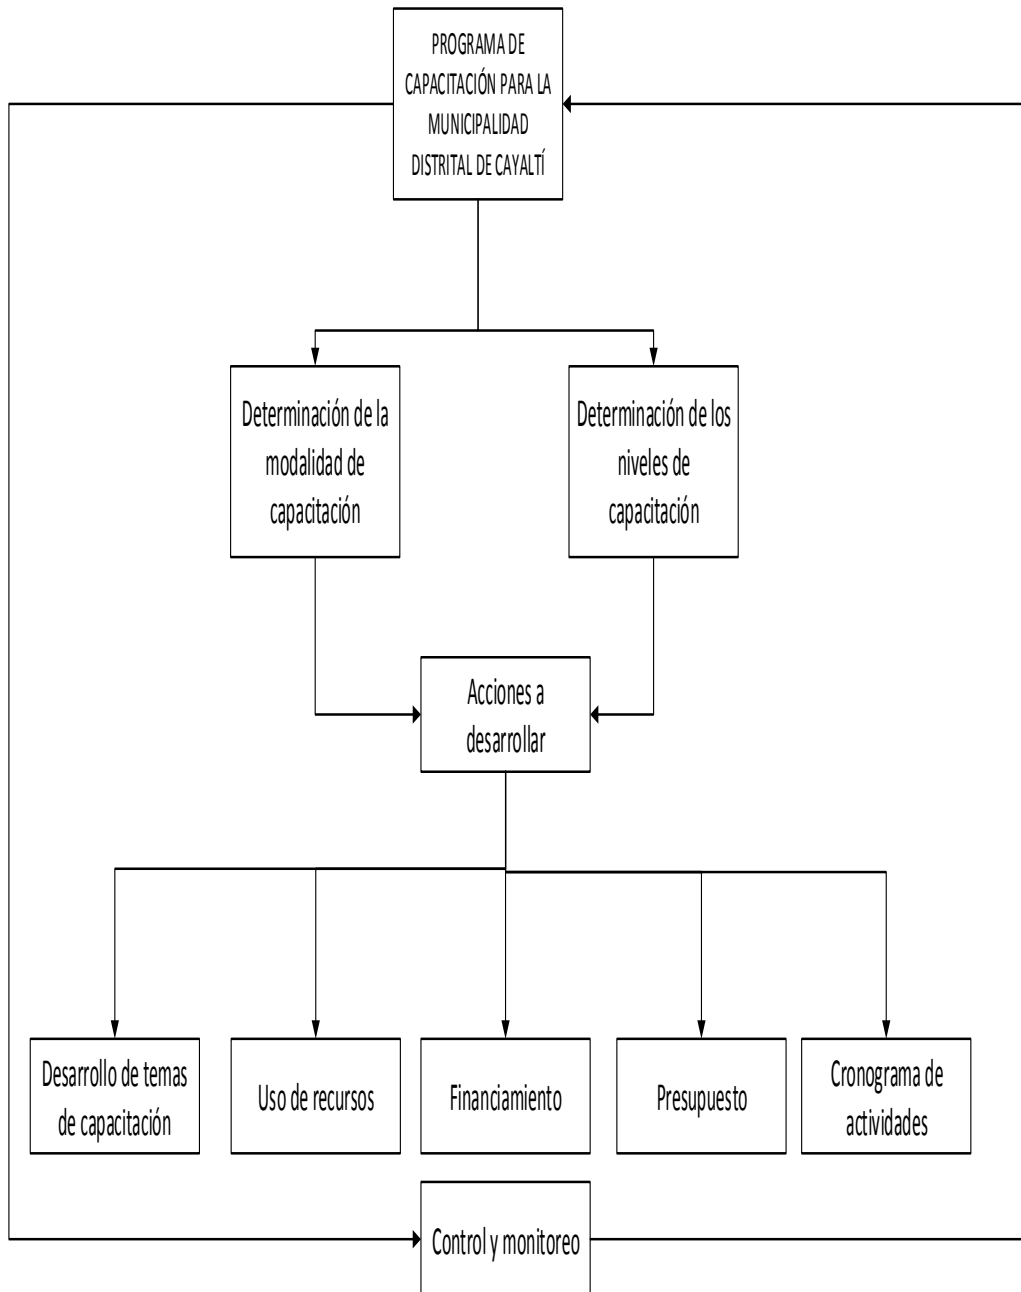 PROGRAMA DE
CAPACITACIÓN PARA LA
MUNICIPALIDAD
DISTRITAL DE CAYALTÍ
Determinación de la
modalidad de
capacitación
Determinación de los
niveles de
capacitación
Acciones a
desarrollar
Desarrollo de temas
de capacitación
Uso de recursos
Financiamiento
Presupuesto
Cronograma de
actividades
Control y monitoreo